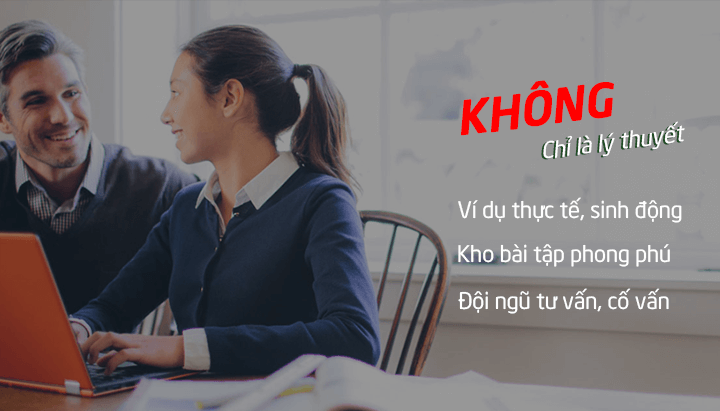 KHÔNG
Chỉ là lý thuyết
Ví dụ thực tế, sinh động
Kho bài tập phong phú
Đội ngũ tư vấn, cố vấn